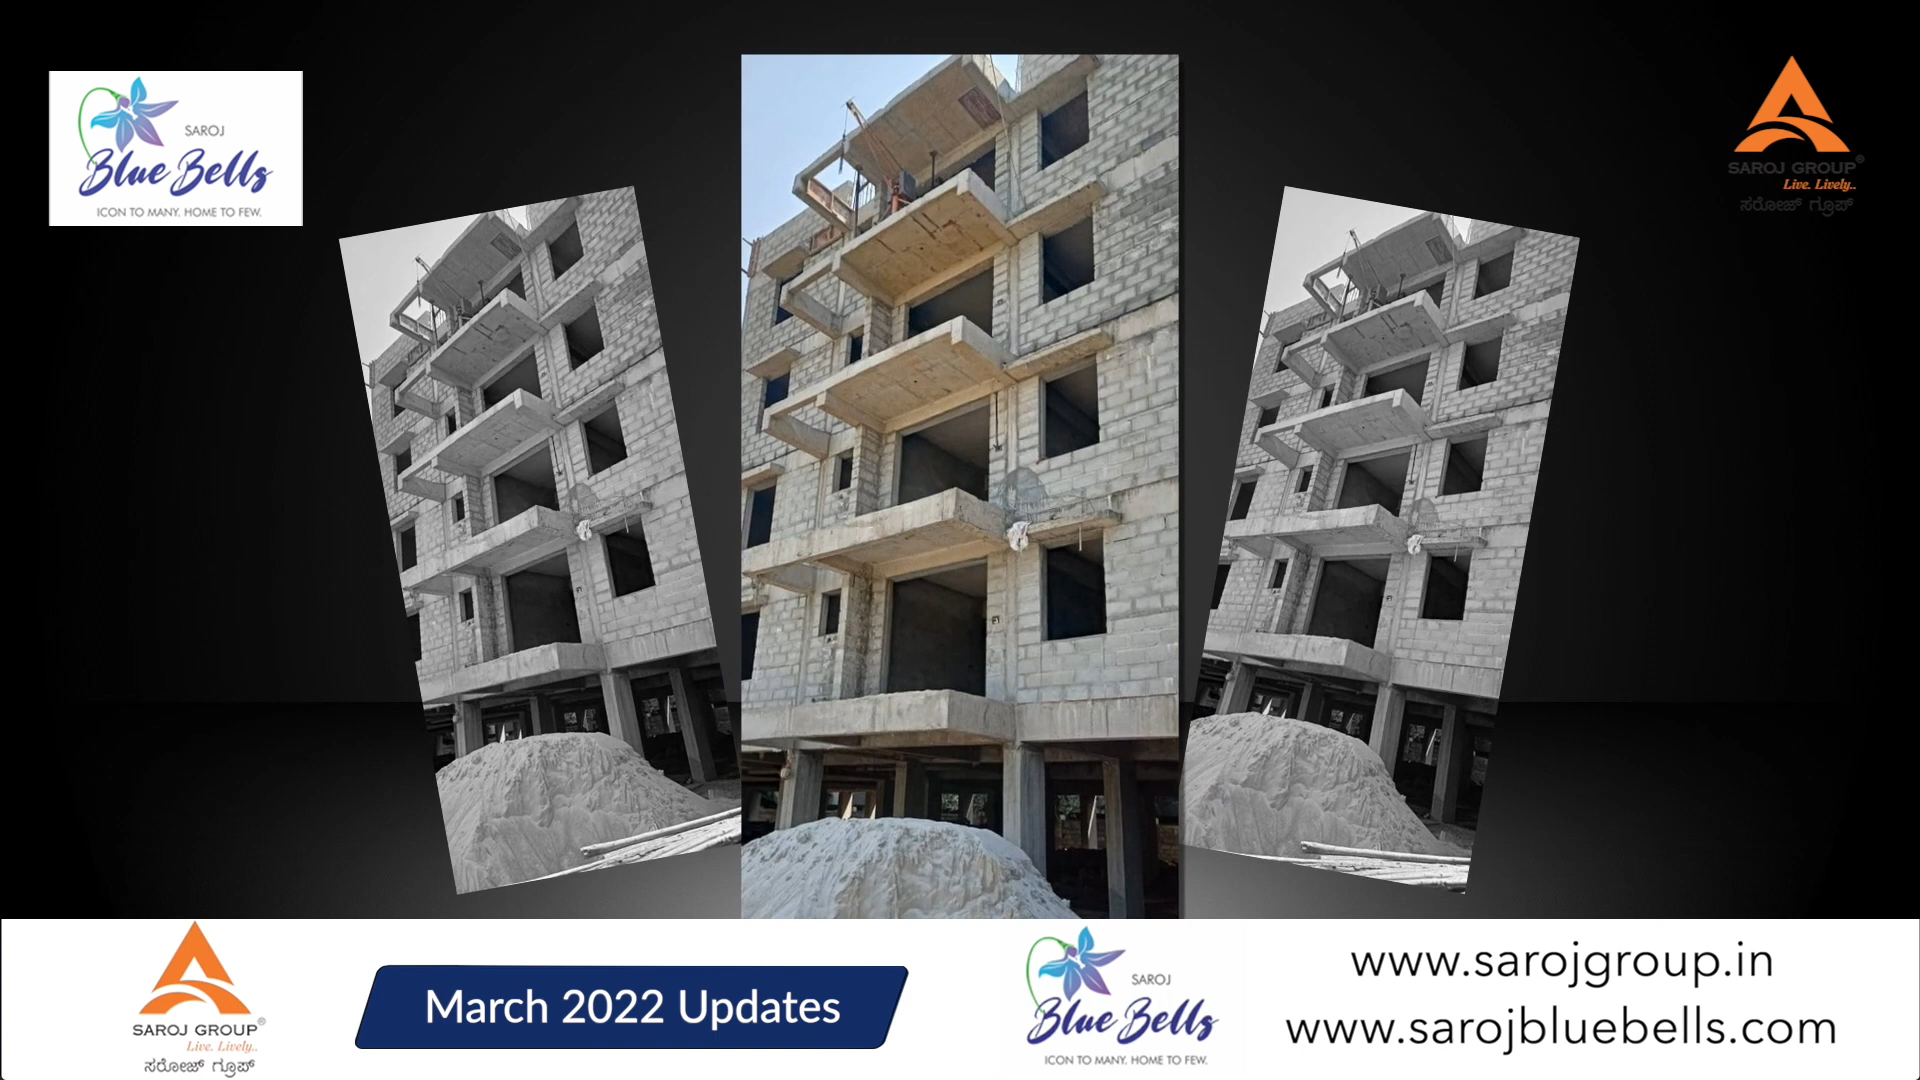 SAROJ
Blue Bells
ICON TO MANY. HOME TO FEW.
SAROJ GROUP®
Live. Lively..
ಸರೋಜ್ ಗ್ರೂಪ್
SAROJ GROUP®
Live. Lively..
ಸರೋಜ್ ಗ್ರೂಪ್
March 2022 Updates
SAROJ
Blue Bells
ICON TO MANY. HOME TO FEW.
www.sarojgroup.in
www.sarojbluebells.com